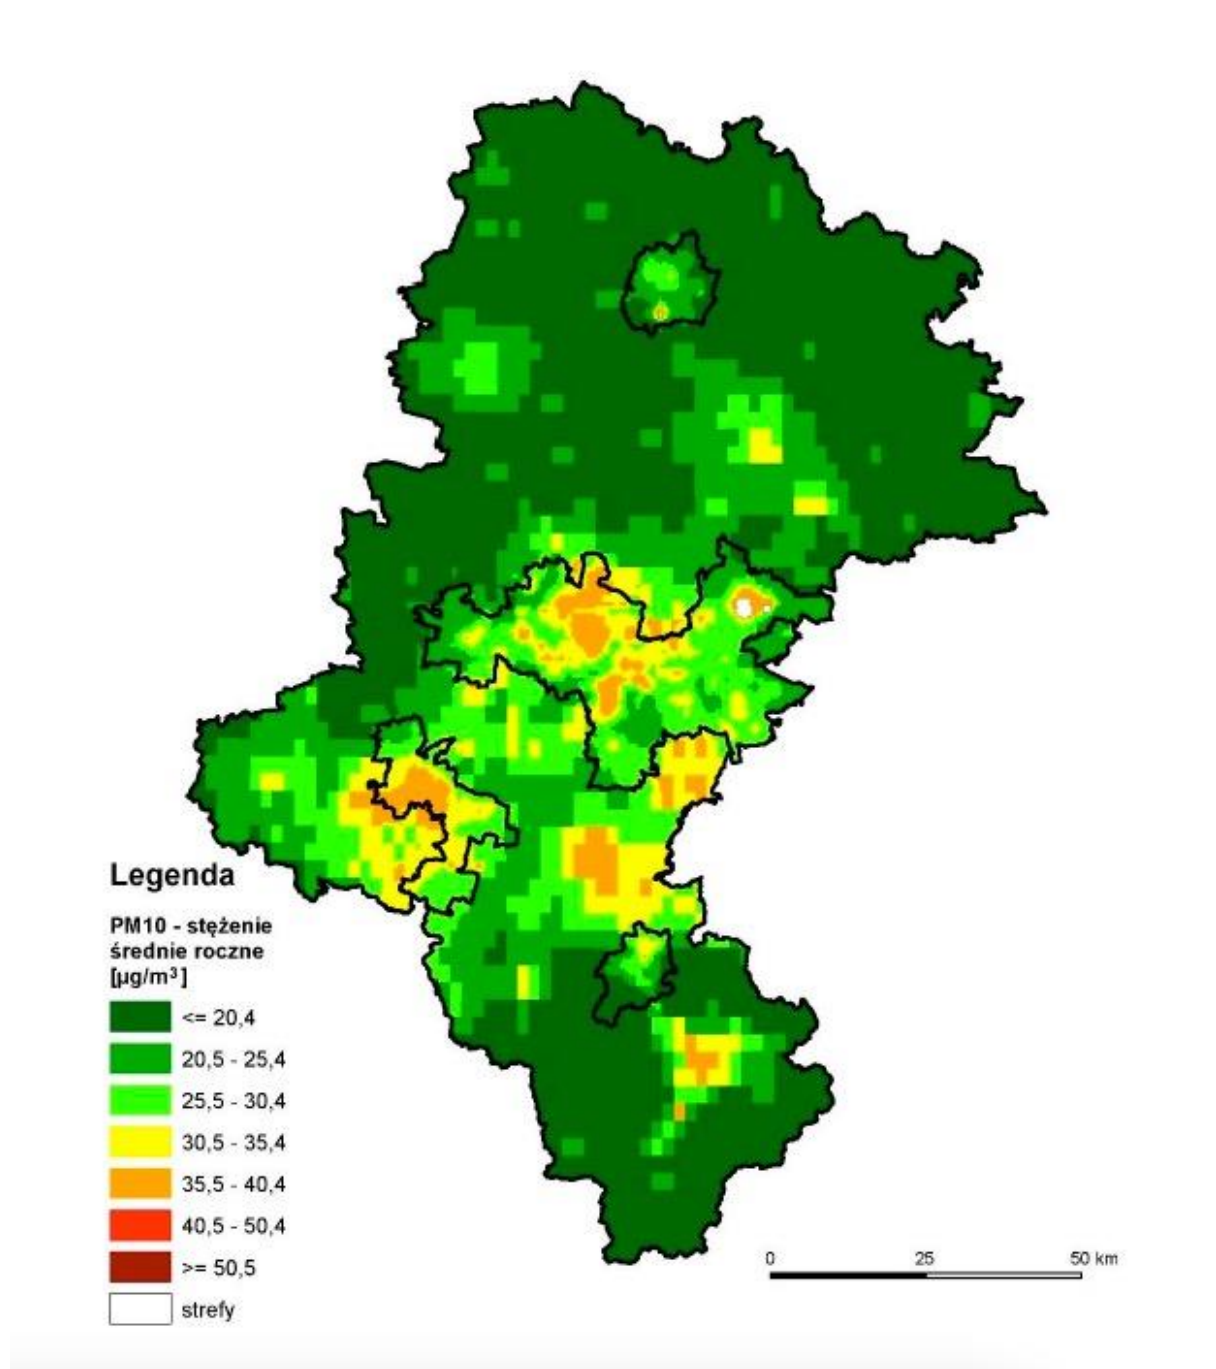 Legenda
PM10 - stężenie
średnie roczne
[µg/m³]
<= 20,4
20,5 - 25,4
25,5 - 30,4
30,5 - 35,4
35,5 - 40,4
40,5 - 50,4
>= 50,5
strefy
0 25 50 km